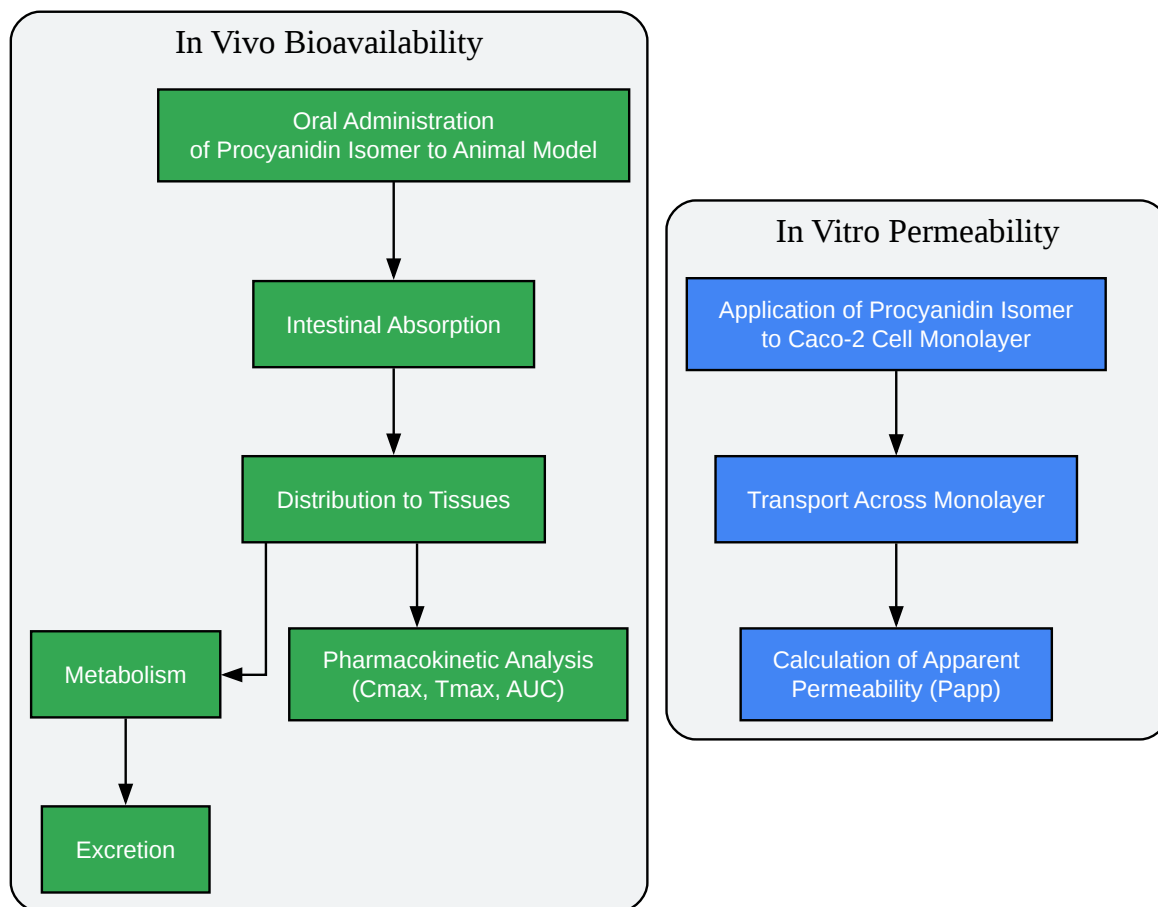 In Vivo Bioavailability
Oral Administration
of Procyanidin Isomer to Animal Model
Intestinal Absorption
Distribution to Tissues
Metabolism
Pharmacokinetic Analysis
(Cmax, Tmax, AUC)
Excretion
In Vitro Permeability
Application of Procyanidin Isomer
to Caco-2 Cell Monolayer
Transport Across Monolayer
Calculation of Apparent
Permeability (Papp)